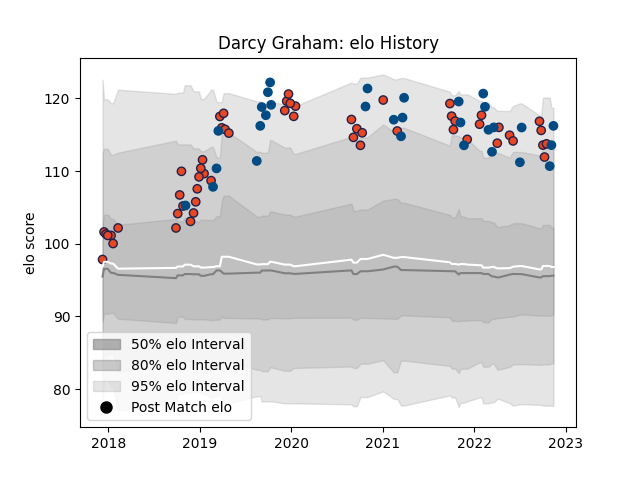 Darcy Graham: elo History
elo score
120
110
100
90
80
50% elo Interval
80% elo Interval
95% elo Interval
Post Match elo
2018 2019 2020 2021 2022 2023